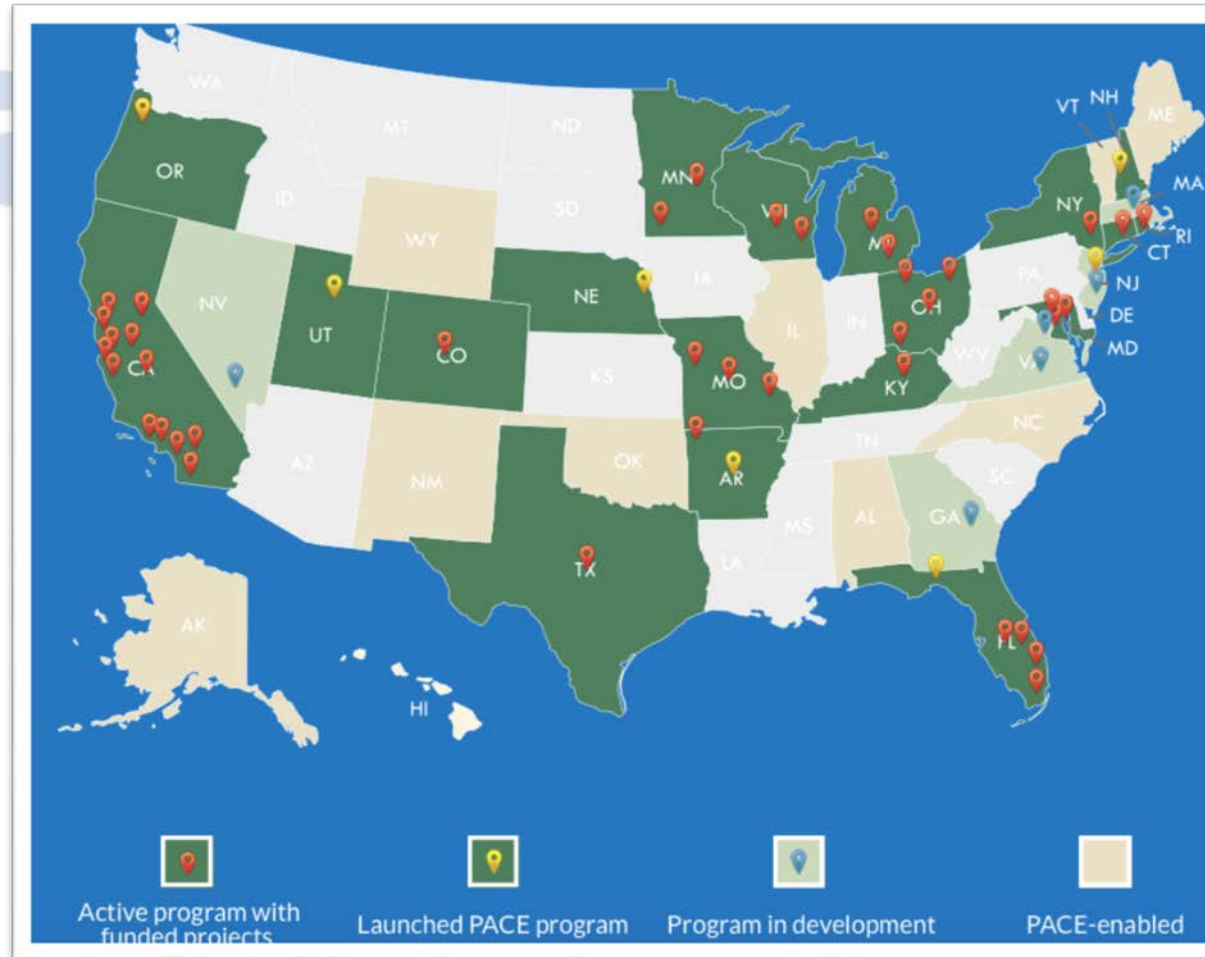 WA
MT
ND
MN
VT
NH
ME
OR
ID
SD
WI
MI
NY
MA
RI
CT
WY
IA
PA
NJ
NV
NE
IL
IN
OH
DE
UT
CO
WV
VA
MD
CA
KS
MO
KY
AZ
NM
OK
TN
NC
AR
SC
MS
AL
GA
LA
TX
AK
FL
HI
Active program with
funded projects
Launched PACE program
Program in development
PACE-enabled